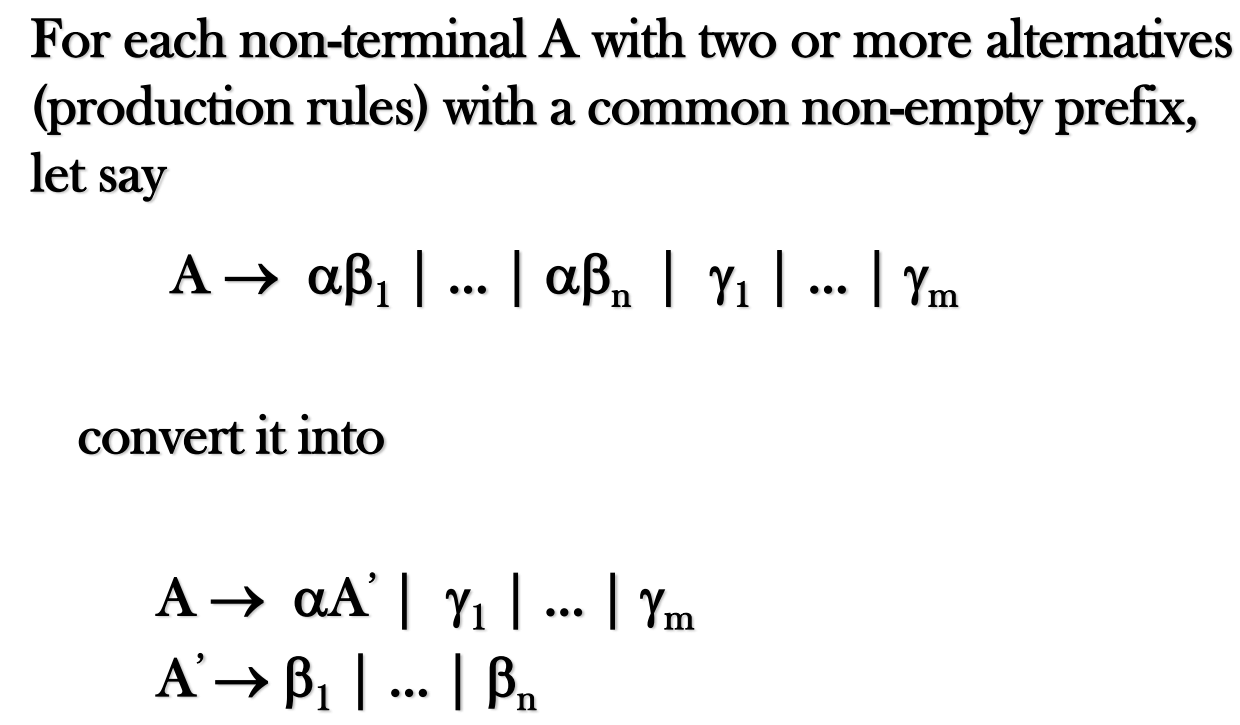 For each non-terminal A with two or more alternatives
(production rules) with a common non-empty prefix,
let say
A → αβ₁ | ... | αβₙ | γ₁ | ... | γₘ
convert it into
A → αA’ | γ₁ | ... | γₘ
A’ → β₁ | ... | βₙ